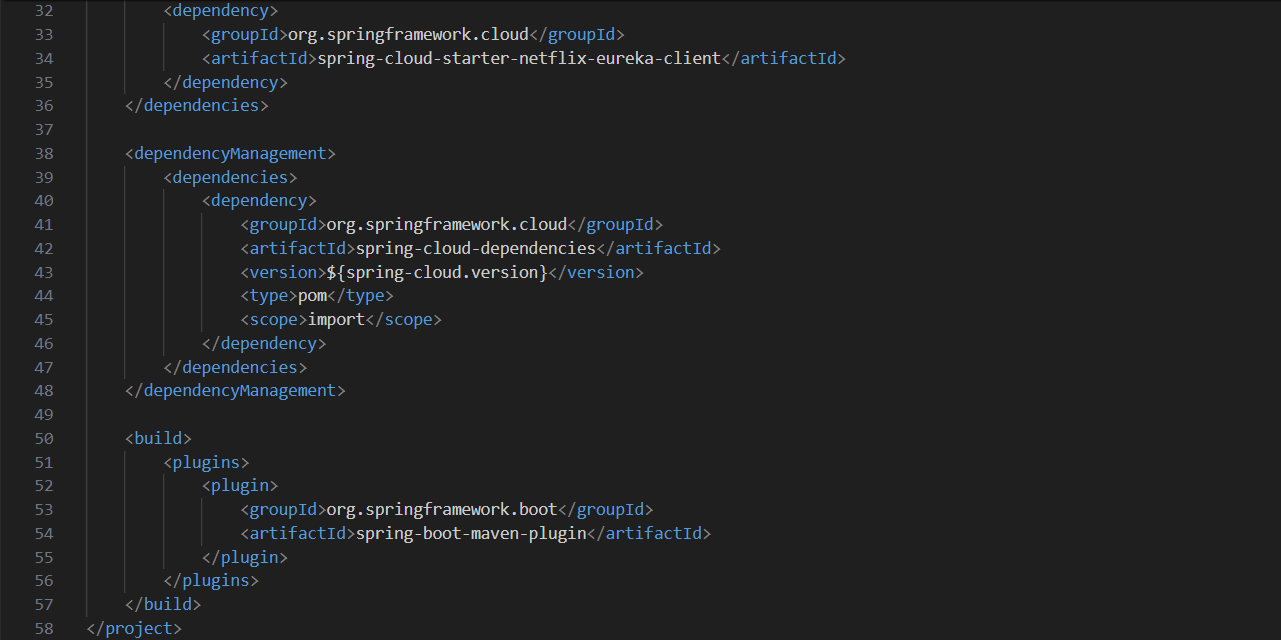 32 <dependency>
33 <groupId>org.springframework.cloud</groupId>
34 <artifactId>spring-cloud-starter-netflix-eureka-client</artifactId>
35 </dependency>
36 </dependencies>
37
38 <dependencyManagement>
39 <dependencies>
40 <dependency>
41 <groupId>org.springframework.cloud</groupId>
42 <artifactId>spring-cloud-dependencies</artifactId>
43 <version>${spring-cloud.version}</version>
44 <type>pom</type>
45 <scope>import</scope>
46 </dependency>
47 </dependencies>
48 </dependencyManagement>
49
50 <build>
51 <plugins>
52 <plugin>
53 <groupId>org.springframework.boot</groupId>
54 <artifactId>spring-boot-maven-plugin</artifactId>
55 </plugin>
56 </plugins>
57 </build>
58 </project>